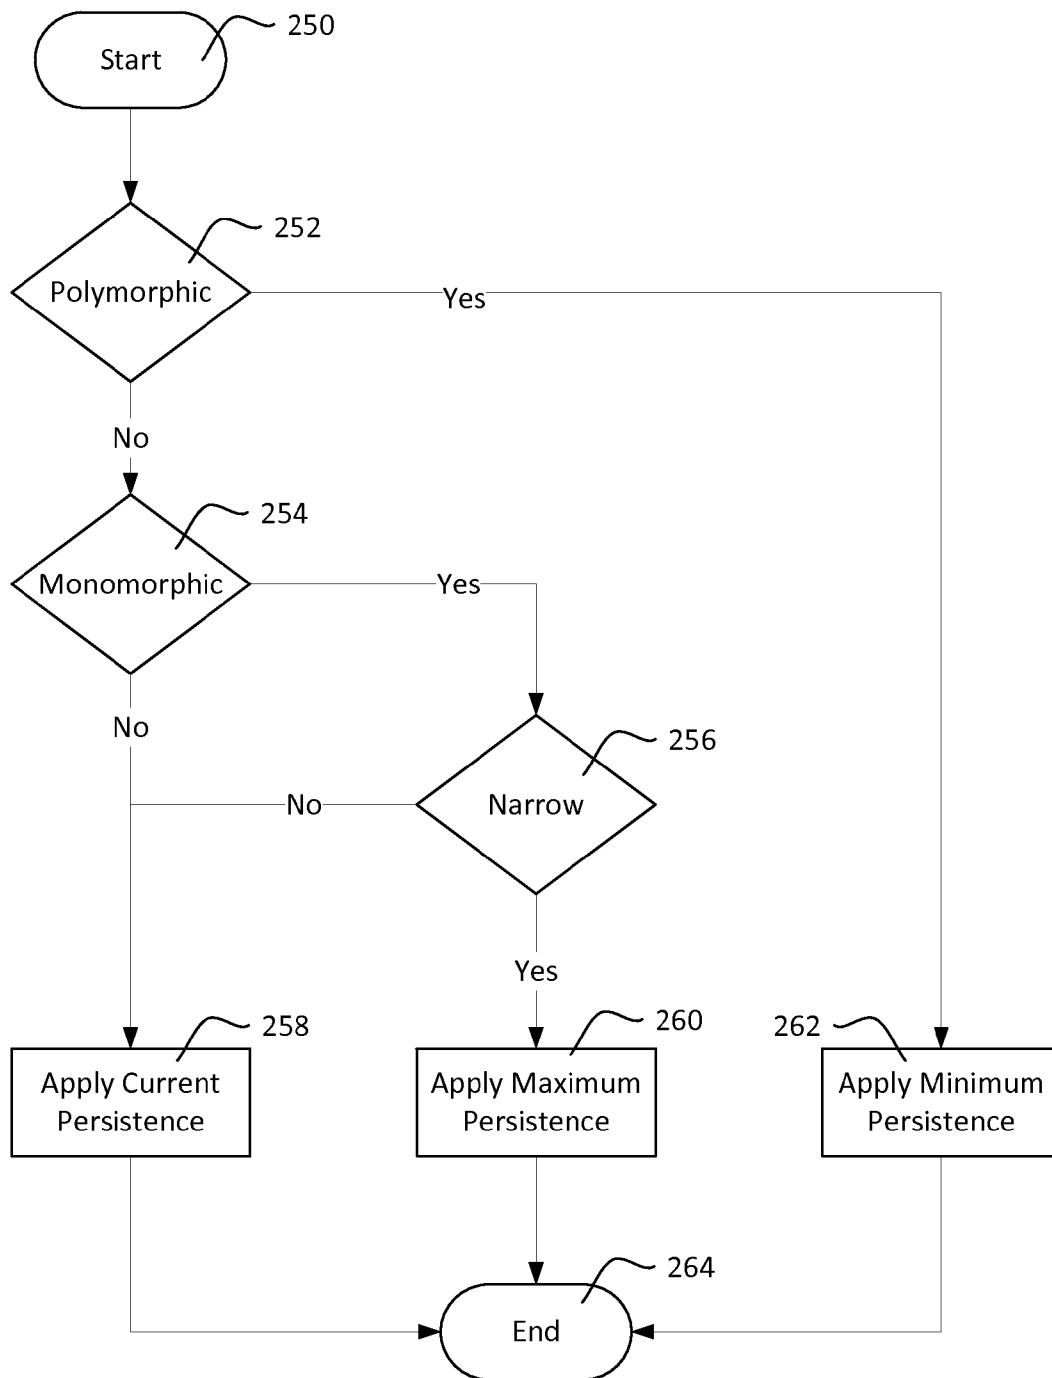 250
Start
252
Polymorphic
Yes
No
254
Monomorphic
Yes
No
256
Narrow
No
Yes
258
Apply Current
Persistence
260
Apply Maximum
Persistence
262
Apply Minimum
Persistence
264
End